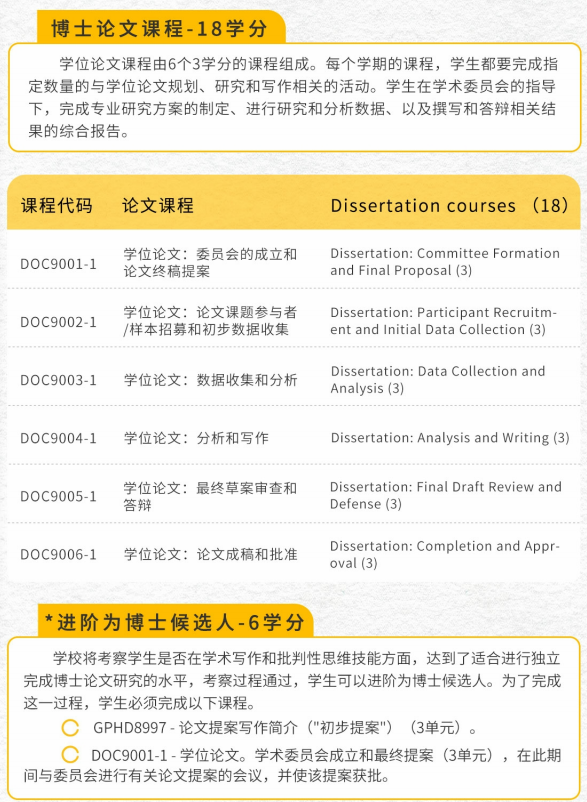 博士论文课程-18学分
学位论文课程由6个3学分的课程组成。每个学期的课程，学生都要完成指
定数量的与学位论文规划、研究和写作相关的活动。学生在学术委员会的指导
下，完成专业研究方案的制定、进行研究和分析数据、以及撰写和答辩相关结
果的综合报告。
课程代码 论文课程 Dissertation courses （18）
DOC9001-1 学位论文：委员会的成立和
论文终稿提案
Dissertation: Committee Formation
and Final Proposal (3)
DOC9002-1 学位论文：论文课题参与者
/样本招募和初步数据收集
Dissertation: Participant Recruitm-
ent and Initial Data Collection (3)
DOC9003-1 学位论文：数据收集和分析
Dissertation: Data Collection and
Analysis (3)
DOC9004-1 学位论文：分析和写作 Dissertation: Analysis and Writing (3)
DOC9005-1 学位论文：最终草案审查和
答辩
Dissertation: Final Draft Review and
Defense (3)
DOC9006-1 学位论文：论文成稿和批准
Dissertation: Completion and Appr-
oval (3)
*进阶为博士候选人-6学分
学校将考察学生是否在学术写作和批判性思维技能方面，达到了适合进行独立
完成博士论文研究的水平，考察过程通过，学生可以进阶为博士候选人。为了完成
这一过程，学生必须完成以下课程。
GPHD8997 - 论文提案写作简介（"初步提案"）（3单元）。
DOC9001-1 - 学位论文。学术委员会成立和最终提案（3单元），在此期
间与委员会进行有关论文提案的会议，并使该提案获批。